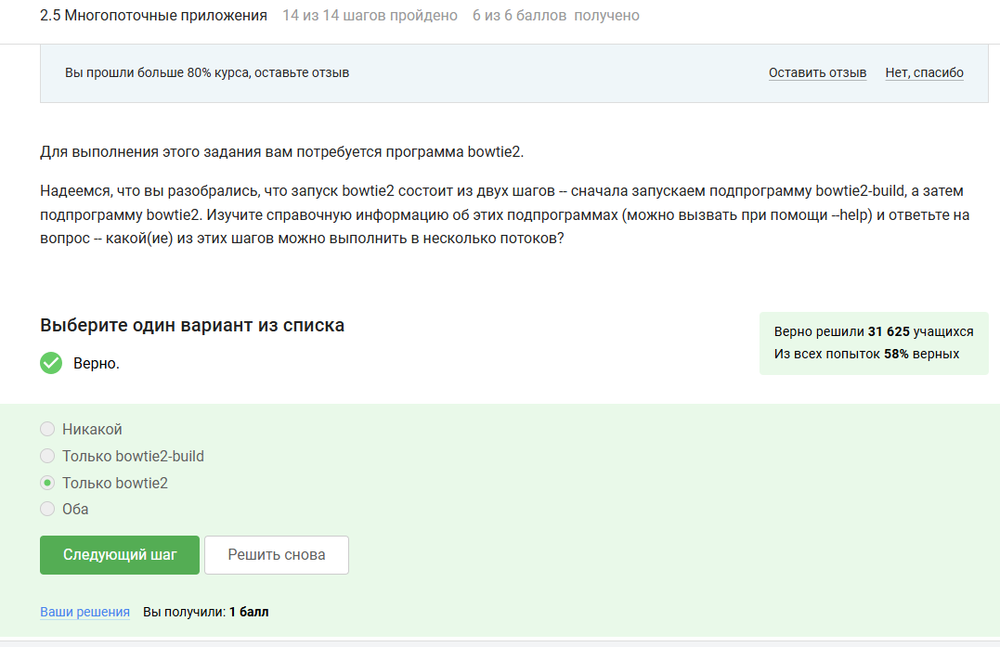 2.5 Многопоточные приложения 14 из 14 шагов пройдено 6 из 6 баллов получено
Вы прошли больше 80% курса, оставьте отзыв Оставить отзыв Нет, спасибо
Для выполнения этого задания вам потребуется программа bowtie2.
Надеемся, что вы разобрались, что запуск bowtie2 состоит из двух шагов -- сначала запускаем подпрограмму bowtie2-build, а затем
подпрограмму bowtie2. Изучите справочную информацию об этих подпрограммах (можно вызвать при помощи --help) и ответьте на
вопрос -- какой(ие) из этих шагов можно выполнить в несколько потоков?
Выберите один вариант из списка
Верно.
Верно решили 31 625 учащихся
Из всех попыток 58% верных
Никакой
Только bowtie2-build
Только bowtie2
Оба
Следующий шаг Решить снова
Ваши решения Вы получили: 1 балл